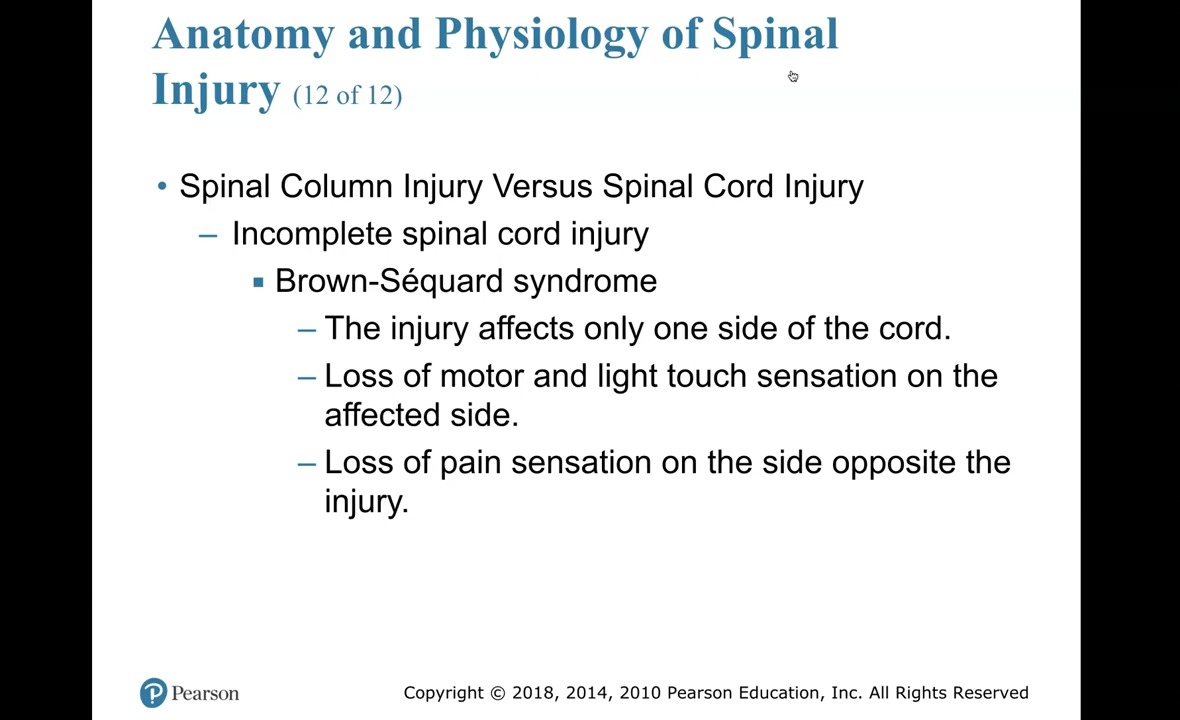 Anatomy and Physiology of Spinal
Injury (12 of 12)
• Spinal Column Injury Versus Spinal Cord Injury
– Incomplete spinal cord injury
▪ Brown-Séquard syndrome
– The injury affects only one side of the cord.
– Loss of motor and light touch sensation on the
affected side.
– Loss of pain sensation on the side opposite the
injury.
Pearson
Copyright © 2018, 2014, 2010 Pearson Education, Inc. All Rights Reserved